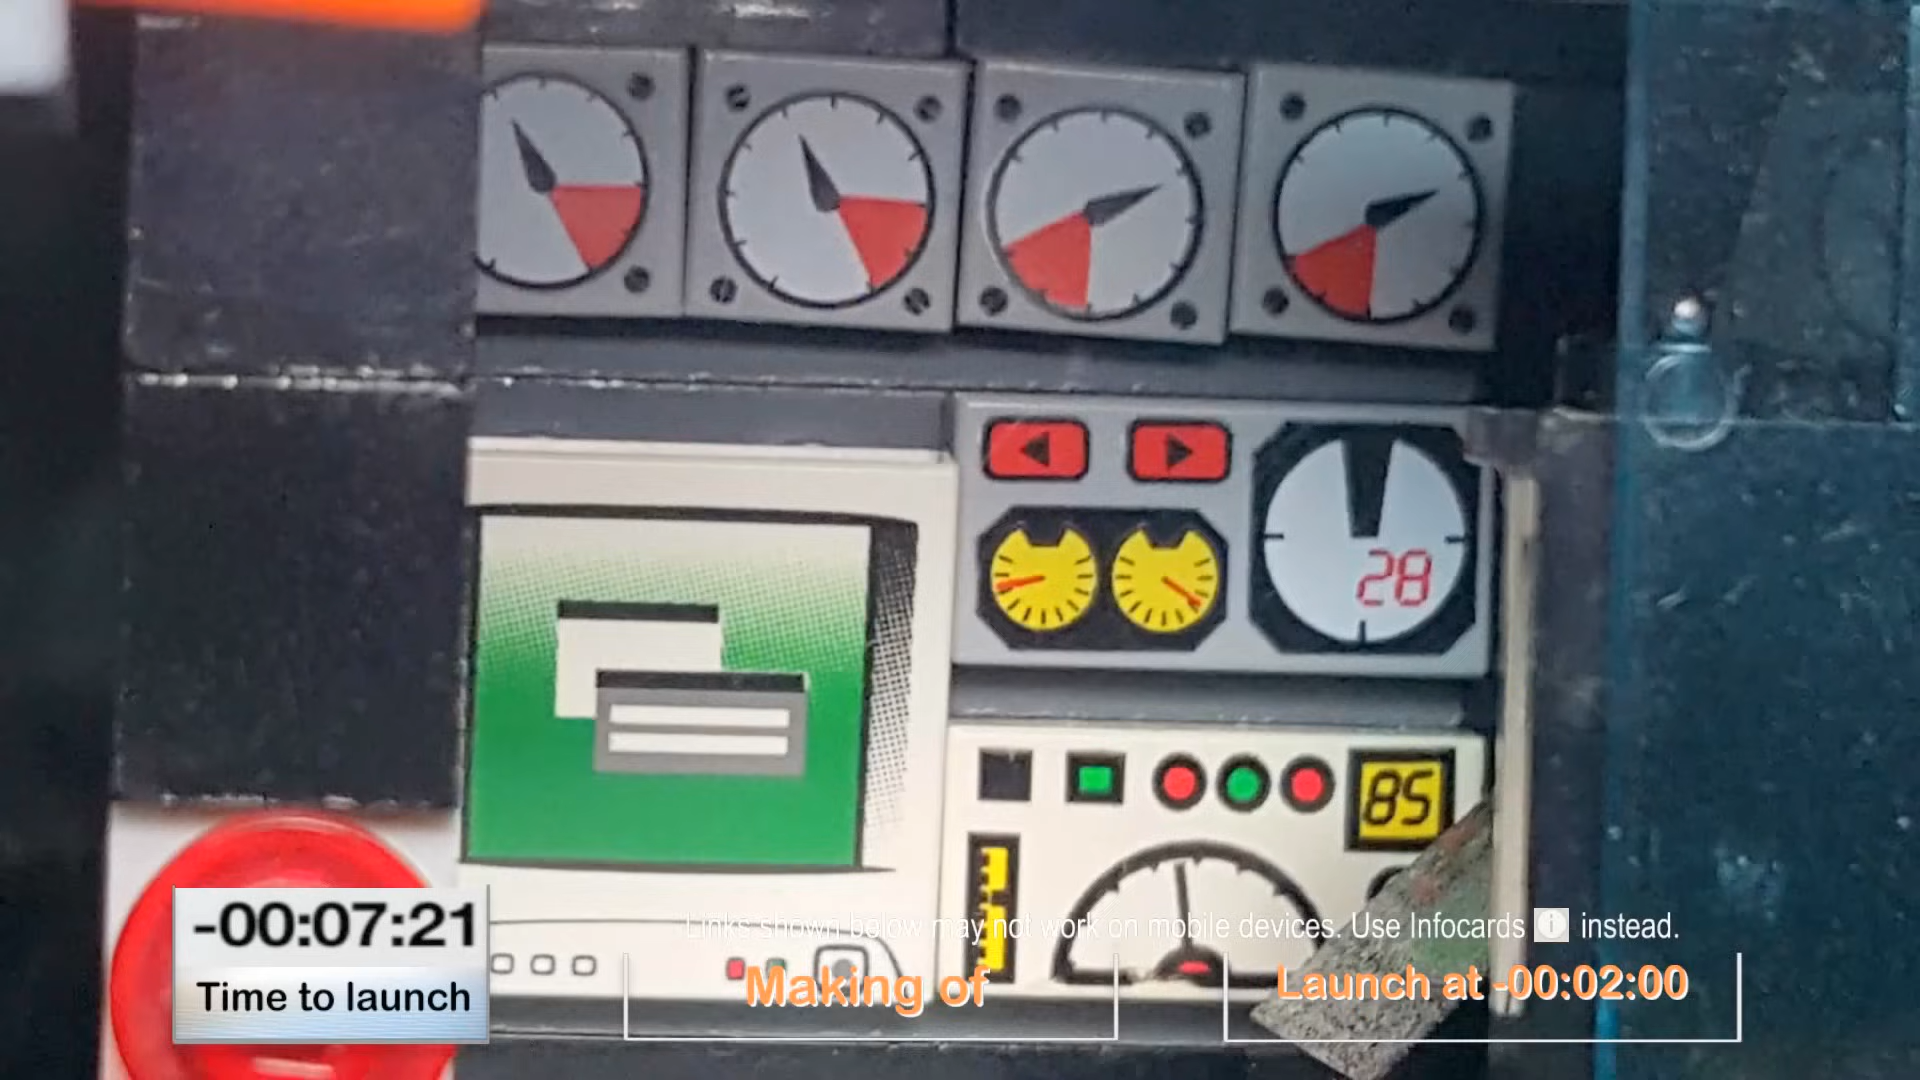 28
85
-00:07:21
Time to launch
Links shown below may not work on mobile devices. Use Infocards i instead.
Making of
Launch at -00:02:00